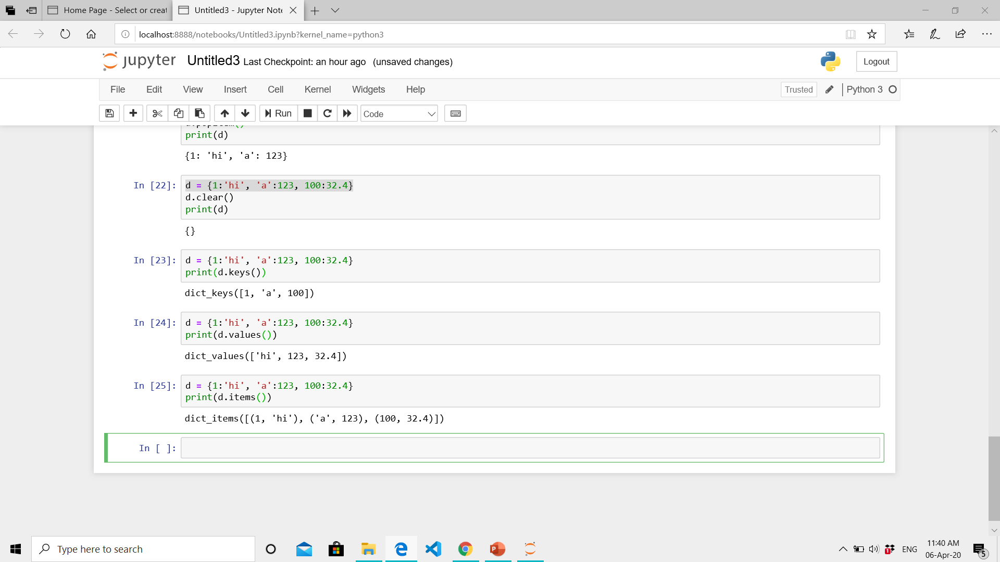 Home Page - Select or creat
Untitled3 - Jupyter Note
localhost:8888/notebooks/Untitled3.ipynb?kernel_name=python3
jupyter Untitled3 Last Checkpoint: an hour ago (unsaved changes)
Logout
File Edit View Insert Cell Kernel Widgets Help
Trusted Python 3
Run Code
print(d)
{1: 'hi', 'a': 123}
In [22]: d = {1:'hi', 'a':123, 100:32.4}
d.clear()
print(d)
{}
In [23]: d = {1:'hi', 'a':123, 100:32.4}
print(d.keys())
dict_keys([1, 'a', 100])
In [24]: d = {1:'hi', 'a':123, 100:32.4}
print(d.values())
dict_values(['hi', 123, 32.4])
In [25]: d = {1:'hi', 'a':123, 100:32.4}
print(d.items())
dict_items([(1, 'hi'), ('a', 123), (100, 32.4)])
In [ ]:
Type here to search
1
ENG
11:40 AM
06-Apr-20
5